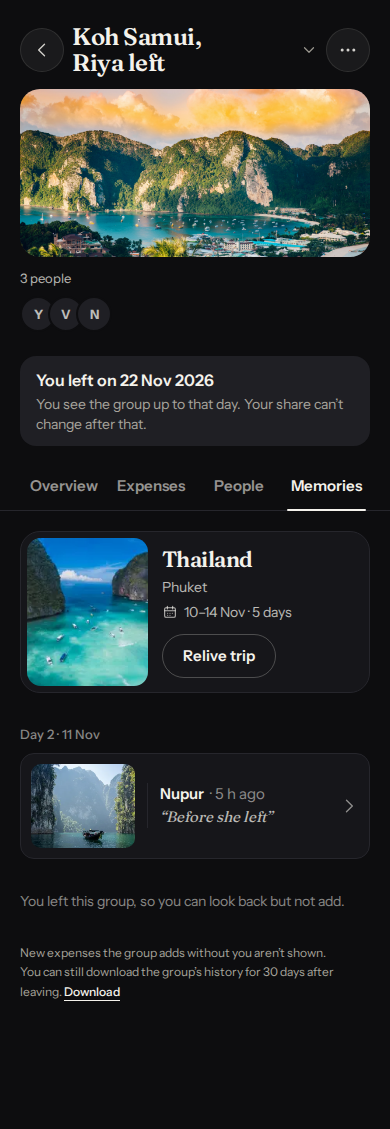 Koh Samui,
Riya left
3 people
Y V N
You left on 22 Nov 2026
You see the group up to that day. Your share can't
change after that.
Overview Expenses People Memories
Thailand
Phuket
10–14 Nov · 5 days
Relive trip
Day 2 · 11 Nov
Nupur · 5 h ago
“Before she left”
You left this group, so you can look back but not add.
New expenses the group adds without you aren't shown.
You can still download the group's history for 30 days after
leaving. Download